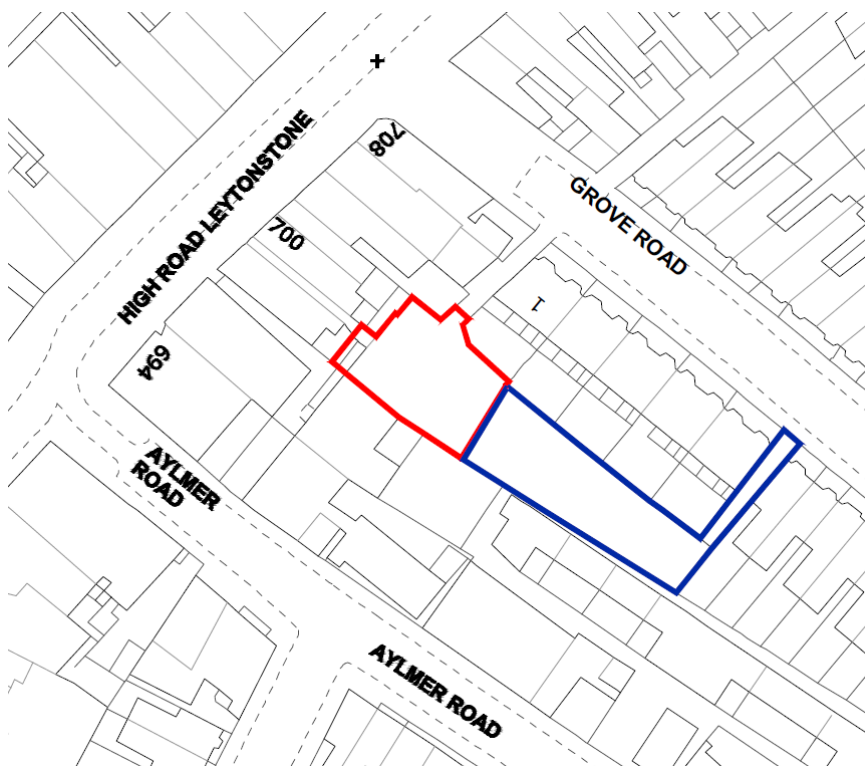 708
HIGH ROAD LEYTONSTONE
GROVE ROAD
700
1
694
AYLMER
ROAD
AYLMER ROAD